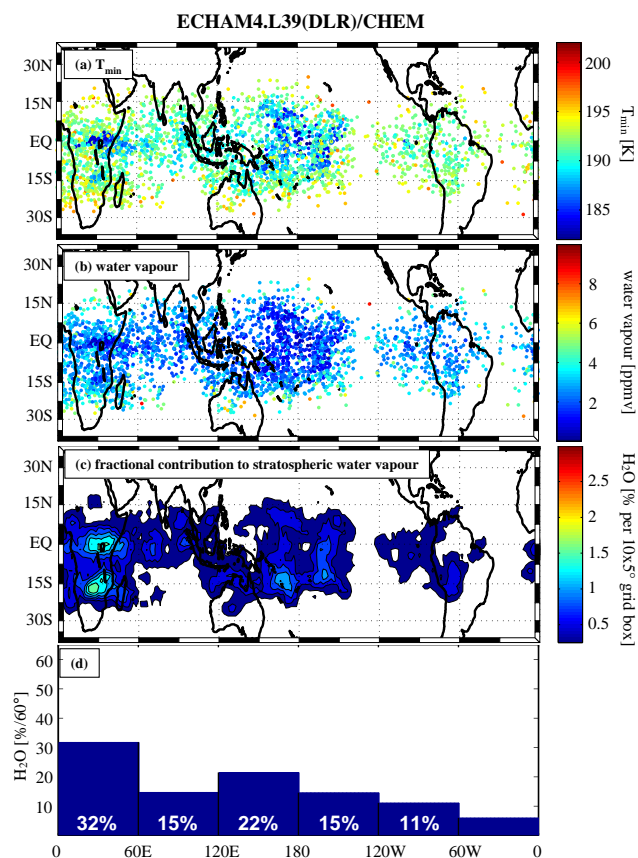 ECHAM4.L39(DLR)/CHEM
(a) Tmin
30N
15N
EQ
15S
30S
200
195
190
185
Tmin [K]
(b) water vapour
30N
15N
EQ
15S
30S
8
6
4
2
water vapour [ppmv]
(c) fractional contribution to stratospheric water vapour
30N
15N
EQ
15S
30S
2.5
2
1.5
1
0.5
H2O [% per 10x5° grid box]
(d)
60
50
40
30
20
10
H2O [%/60°]
32% 15% 22% 15% 11%
0 60E 120E 180 120W 60W 0